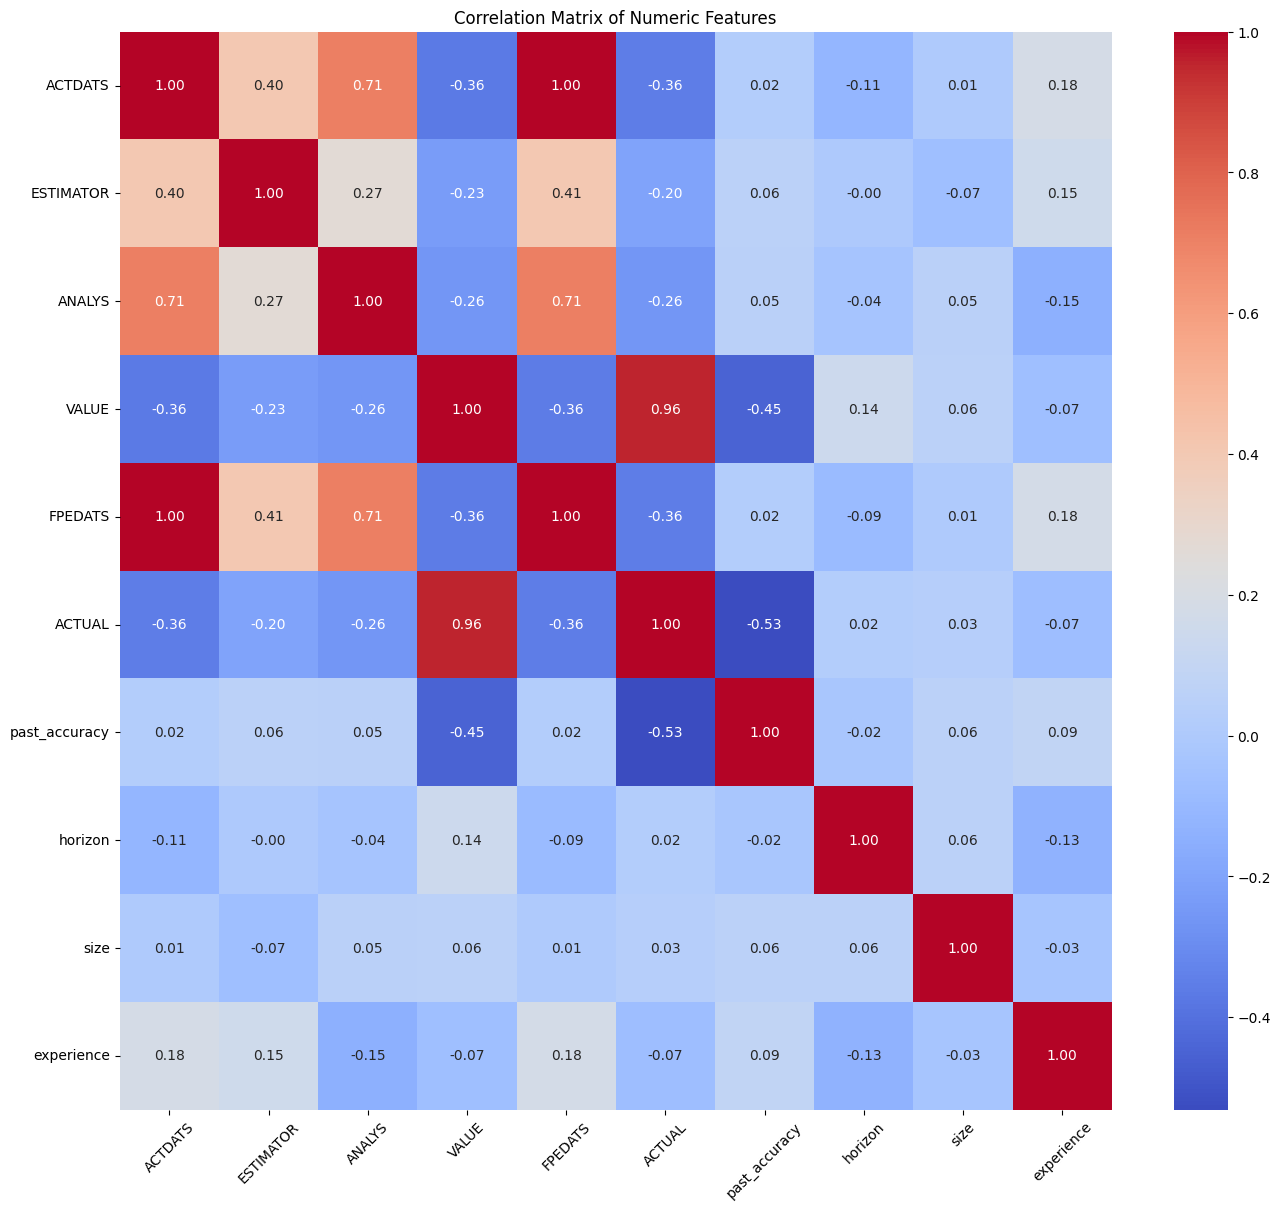 Correlation Matrix of Numeric Features
ACTDATS 1.00 0.40 0.71 -0.36 1.00 -0.36 0.02 -0.11 0.01 0.18
ESTIMATOR 0.40 1.00 0.27 -0.23 0.41 -0.20 0.06 -0.00 -0.07 0.15
ANALYS 0.71 0.27 1.00 -0.26 0.71 -0.26 0.05 -0.04 0.05 -0.15
VALUE -0.36 -0.23 -0.26 1.00 -0.36 0.96 -0.45 0.14 0.06 -0.07
FPEDATS 1.00 0.41 0.71 -0.36 1.00 -0.36 0.02 -0.09 0.01 0.18
ACTUAL -0.36 -0.20 -0.26 0.96 -0.36 1.00 -0.53 0.02 0.03 -0.07
past_accuracy 0.02 0.06 0.05 -0.45 0.02 -0.53 1.00 -0.02 0.06 0.09
horizon -0.11 -0.00 -0.04 0.14 -0.09 0.02 -0.02 1.00 0.06 -0.13
size 0.01 -0.07 0.05 0.06 0.01 0.03 0.06 0.06 1.00 -0.03
experience 0.18 0.15 -0.15 -0.07 0.18 -0.07 0.09 -0.13 -0.03 1.00
ACTDATS ESTIMATOR ANALYS VALUE FPEDATS ACTUAL past_accuracy horizon size experience
1.0
0.8
0.6
0.4
0.2
0.0
−0.2
−0.4